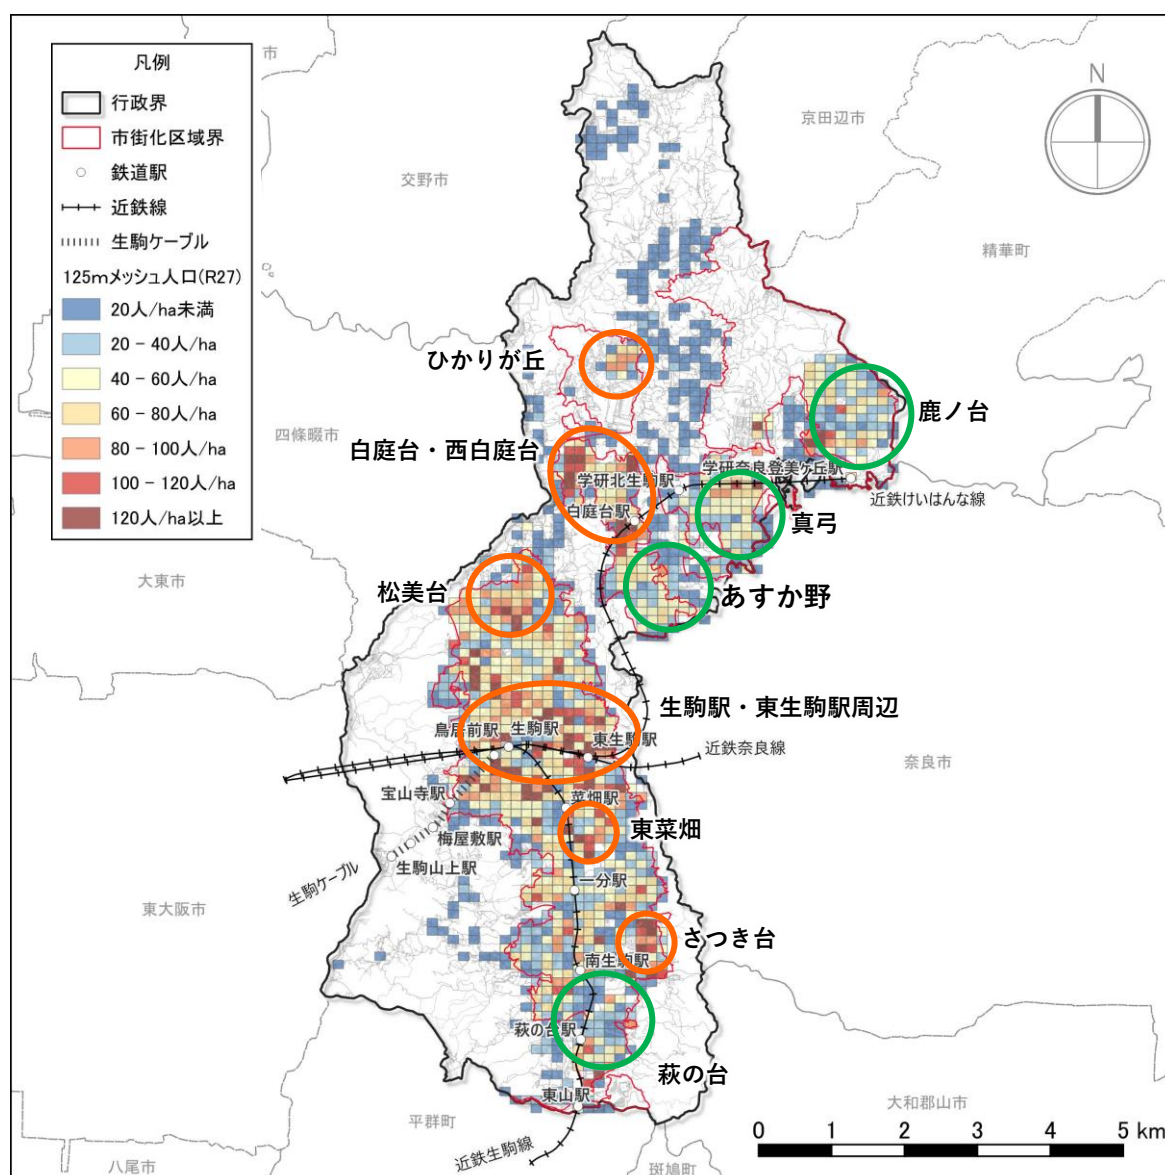 凡例
行政界
市街化区域界
鉄道駅
近鉄線
生駒ケーブル
125mメッシュ人口(R27)
20人/ha未満
20 - 40人/ha
40 - 60人/ha
60 - 80人/ha
80 - 100人/ha
100 - 120人/ha
120人/ha以上
市
N
京田辺市
交野市
精華町
ひかりが丘
鹿ノ台
四條畷市
白庭台・西白庭台
学研奈良登美ケ丘駅
学研北生駒駅
近鉄けいはんな線
白庭台駅
真弓
大東市
松美台
あすか野
生駒駅・東生駒駅周辺
鳥居前駅
生駒駅
東生駒駅
近鉄奈良線
奈良市
宝山寺駅
菜畑駅
東菜畑
梅屋敷駅
生駒山上駅
生駒ケーブル
一分駅
東大阪市
さつき台
南生駒駅
萩の台駅
萩の台
東山駅
平群町
大和郡山市
近鉄生駒線
八尾市
斑鳩町
0 1 2 3 4 5 km